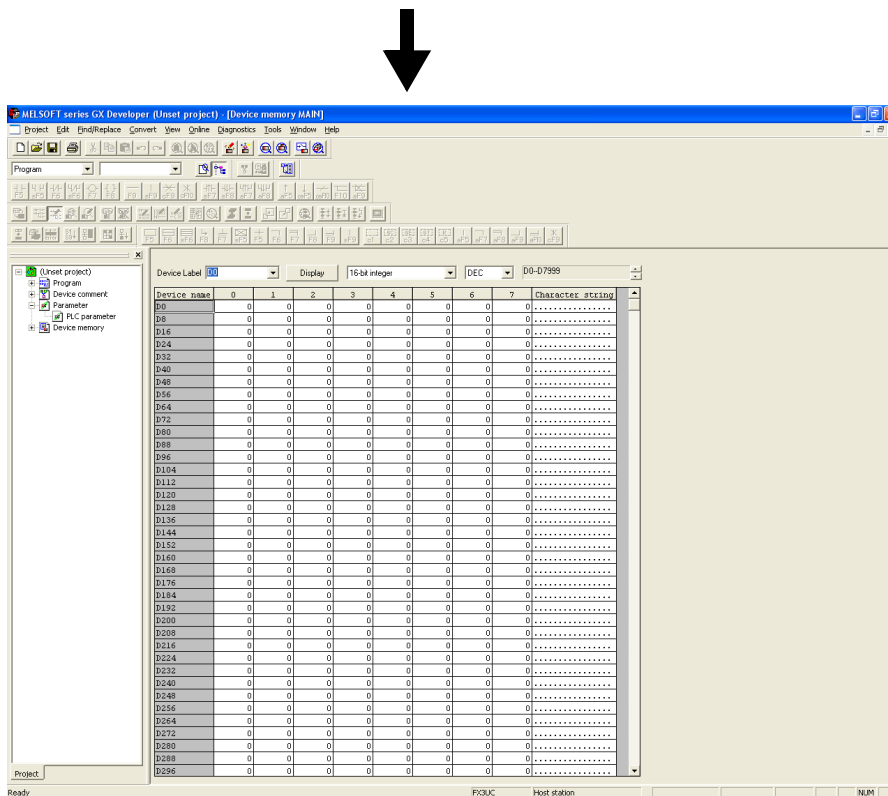 MELSOFT series GX Developer (Unset project) - [Device memory MAIN]
Project Edit Find/Replace Convert View Online Diagnostics Tools Window Help
Program
(Unset project)
Program
Device comment
Parameter
PLC parameter
Device memory
Project
Device Label D0 Display 16-bit integer DEC D0-D7999
Device name 0 1 2 3 4 5 6 7 Character string
D0 0 0 0 0 0 0 0 0 ................
D8 0 0 0 0 0 0 0 0 ................
D16 0 0 0 0 0 0 0 0 ................
D24 0 0 0 0 0 0 0 0 ................
D32 0 0 0 0 0 0 0 0 ................
D40 0 0 0 0 0 0 0 0 ................
D48 0 0 0 0 0 0 0 0 ................
D56 0 0 0 0 0 0 0 0 ................
D64 0 0 0 0 0 0 0 0 ................
D72 0 0 0 0 0 0 0 0 ................
D80 0 0 0 0 0 0 0 0 ................
D88 0 0 0 0 0 0 0 0 ................
D96 0 0 0 0 0 0 0 0 ................
D104 0 0 0 0 0 0 0 0 ................
D112 0 0 0 0 0 0 0 0 ................
D120 0 0 0 0 0 0 0 0 ................
D128 0 0 0 0 0 0 0 0 ................
D136 0 0 0 0 0 0 0 0 ................
D144 0 0 0 0 0 0 0 0 ................
D152 0 0 0 0 0 0 0 0 ................
D160 0 0 0 0 0 0 0 0 ................
D168 0 0 0 0 0 0 0 0 ................
D176 0 0 0 0 0 0 0 0 ................
D184 0 0 0 0 0 0 0 0 ................
D192 0 0 0 0 0 0 0 0 ................
D200 0 0 0 0 0 0 0 0 ................
D208 0 0 0 0 0 0 0 0 ................
D216 0 0 0 0 0 0 0 0 ................
D224 0 0 0 0 0 0 0 0 ................
D232 0 0 0 0 0 0 0 0 ................
D240 0 0 0 0 0 0 0 0 ................
D248 0 0 0 0 0 0 0 0 ................
D256 0 0 0 0 0 0 0 0 ................
D264 0 0 0 0 0 0 0 0 ................
D272 0 0 0 0 0 0 0 0 ................
D280 0 0 0 0 0 0 0 0 ................
D288 0 0 0 0 0 0 0 0 ................
D296 0 0 0 0 0 0 0 0 ................
Ready FX3UC Host station NUM